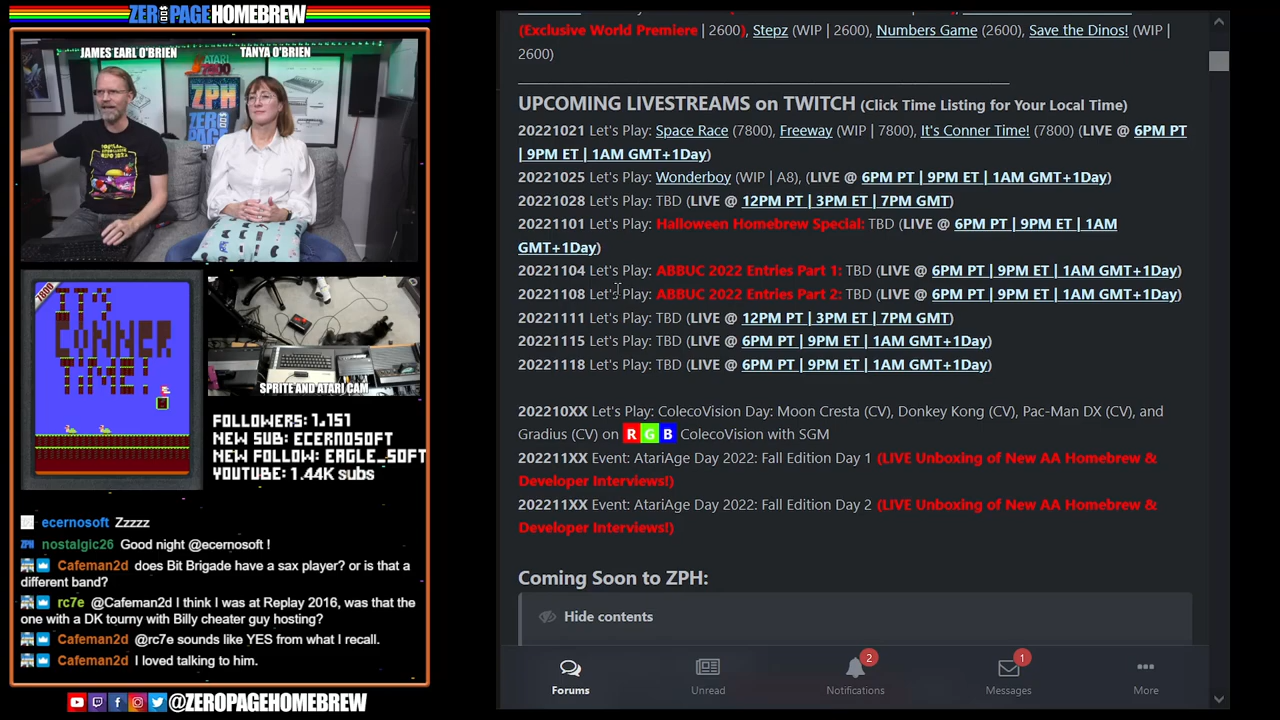 ZERO PAGE HOMEBREW
JAMES EARL O'BRIEN
TANYA O'BRIEN
ATARI
ZPH
ZERO
PAGE
7800
IT'S
CONNER
TIME!
SPRITE AND ATARI CAM
FOLLOWERS: 1,151
NEW SUB: ECERNOSOFT
NEW FOLLOW: EAGLE_SOFT
YOUTUBE: 1.44K subs
ecernosoft Zzzzz
ZPH nostalgic26 Good night @ecernosoft !
Cafeman2d does Bit Brigade have a sax player? or is that a
different band?
rc7e @Cafeman2d I think I was at Replay 2016, was that the
one with a DK tourny with Billy cheater guy hosting?
Cafeman2d @rc7e sounds like YES from what I recall.
Cafeman2d I loved talking to him.
@ZEROPAGEHOMEBREW
(Exclusive World Premiere | 2600), Stepz (WIP | 2600), Numbers Game (2600), Save the Dinos! (WIP |
2600)
UPCOMING LIVESTREAMS on TWITCH (Click Time Listing for Your Local Time)
20221021 Let's Play: Space Race (7800), Freeway (WIP | 7800), It's Conner Time! (7800) (LIVE @ 6PM PT
| 9PM ET | 1AM GMT+1Day)
20221025 Let's Play: Wonderboy (WIP | A8), (LIVE @ 6PM PT | 9PM ET | 1AM GMT+1Day)
20221028 Let's Play: TBD (LIVE @ 12PM PT | 3PM ET | 7PM GMT)
20221101 Let's Play: Halloween Homebrew Special: TBD (LIVE @ 6PM PT | 9PM ET | 1AM
GMT+1Day)
20221104 Let's Play: ABBUC 2022 Entries Part 1: TBD (LIVE @ 6PM PT | 9PM ET | 1AM GMT+1Day)
20221108 Let's Play: ABBUC 2022 Entries Part 2: TBD (LIVE @ 6PM PT | 9PM ET | 1AM GMT+1Day)
20221111 Let's Play: TBD (LIVE @ 12PM PT | 3PM ET | 7PM GMT)
20221115 Let's Play: TBD (LIVE @ 6PM PT | 9PM ET | 1AM GMT+1Day)
20221118 Let's Play: TBD (LIVE @ 6PM PT | 9PM ET | 1AM GMT+1Day)
202210XX Let's Play: ColecoVision Day: Moon Cresta (CV), Donkey Kong (CV), Pac-Man DX (CV), and
Gradius (CV) on R G B ColecoVision with SGM
202211XX Event: AtariAge Day 2022: Fall Edition Day 1 (LIVE Unboxing of New AA Homebrew &
Developer Interviews!)
202211XX Event: AtariAge Day 2022: Fall Edition Day 2 (LIVE Unboxing of New AA Homebrew &
Developer Interviews!)
Coming Soon to ZPH:
Hide contents
Forums
Unread
2
Notifications
1
Messages
More